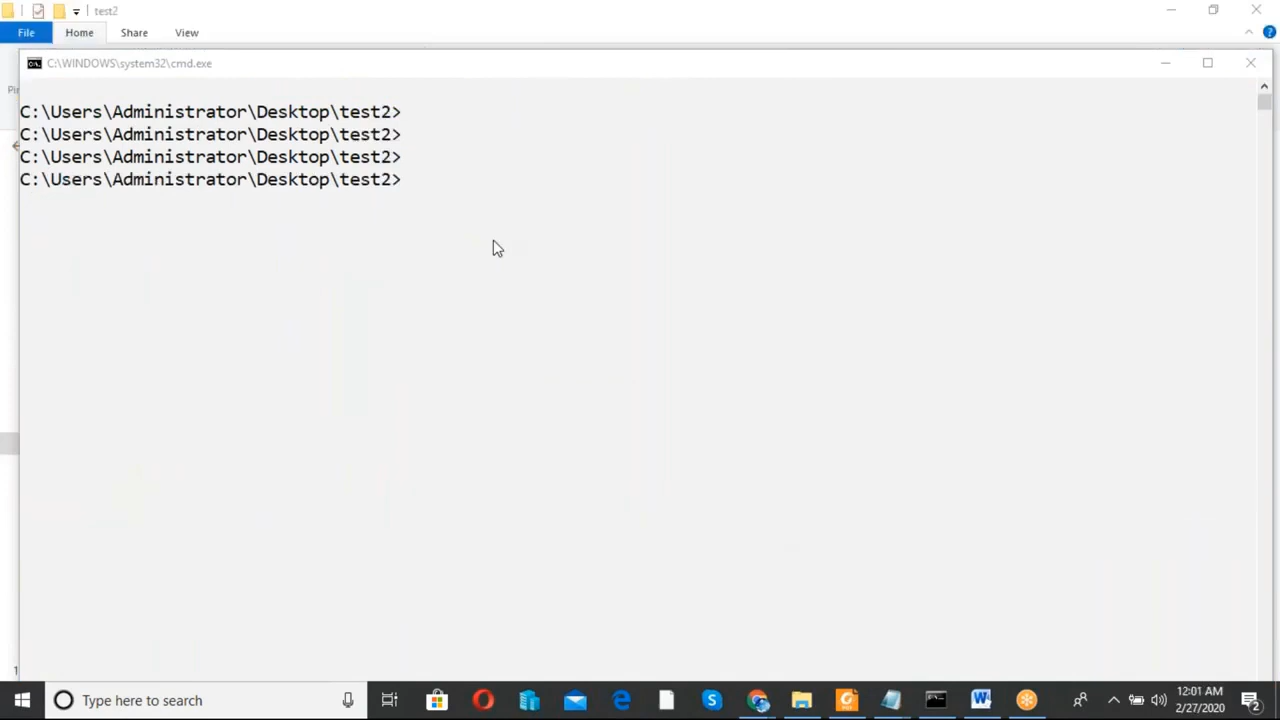 test2
File Home Share View
C:\WINDOWS\system32\cmd.exe
C:\Users\Administrator\Desktop\test2>
C:\Users\Administrator\Desktop\test2>
C:\Users\Administrator\Desktop\test2>
C:\Users\Administrator\Desktop\test2>
Type here to search
12:01 AM
2/27/2020
2